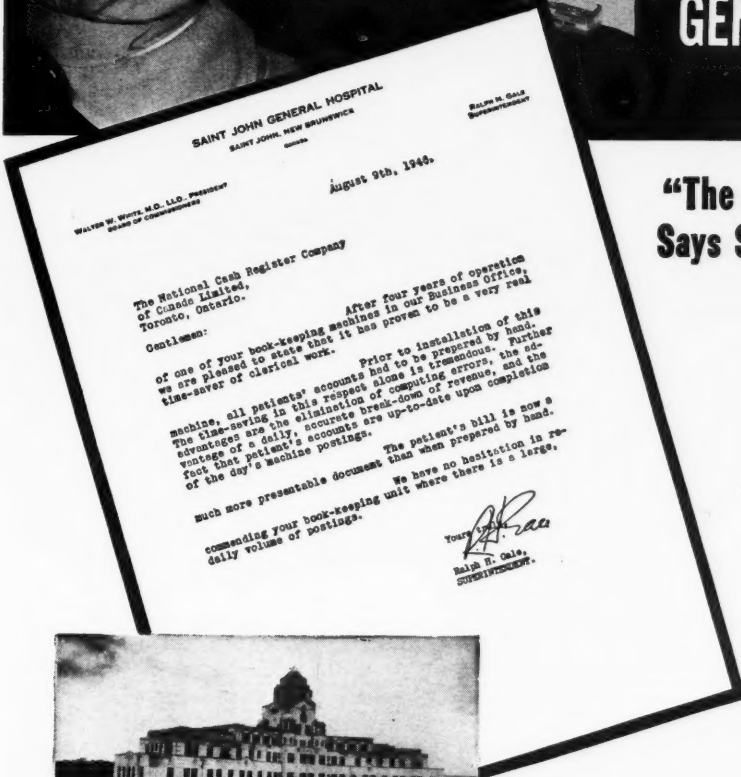 GEN
SAINT JOHN GENERAL HOSPITAL
SAINT JOHN, NEW BRUNSWICK
CANADA
WALTER W. WHITE, M.D., LL.D., PRESIDENT
BOARD OF COMMISSIONERS
RALPH H. GALE
SUPERINTENDENT
August 9th, 1946.
The National Cash Register Company
of Canada Limited,
Toronto, Ontario.
Gentlemen:
After four years of operation
of one of your book-keeping machines in our Business Office,
we are pleased to state that it has proven to be a very real
time-saver of clerical work.
Prior to installation of this
machine, all patients' accounts had to be prepared by hand.
The time-saving in this respect alone is tremandous. Further
advantages are the elimination of computing errors, the ad-
vantage of a daily, accurate break-down of revenue, and the
fact that patient's accounts are up-to-date upon completion
of the day's machine postings.
The patient's bill is now a
much more presentable document than when prepared by hand.
We have no hesitation in re-
commending your book-keeping unit where there is a large,
daily volume of postings.
Yours
Ralph H. Gale,
SUPERINTENDENT.
“The
Says S